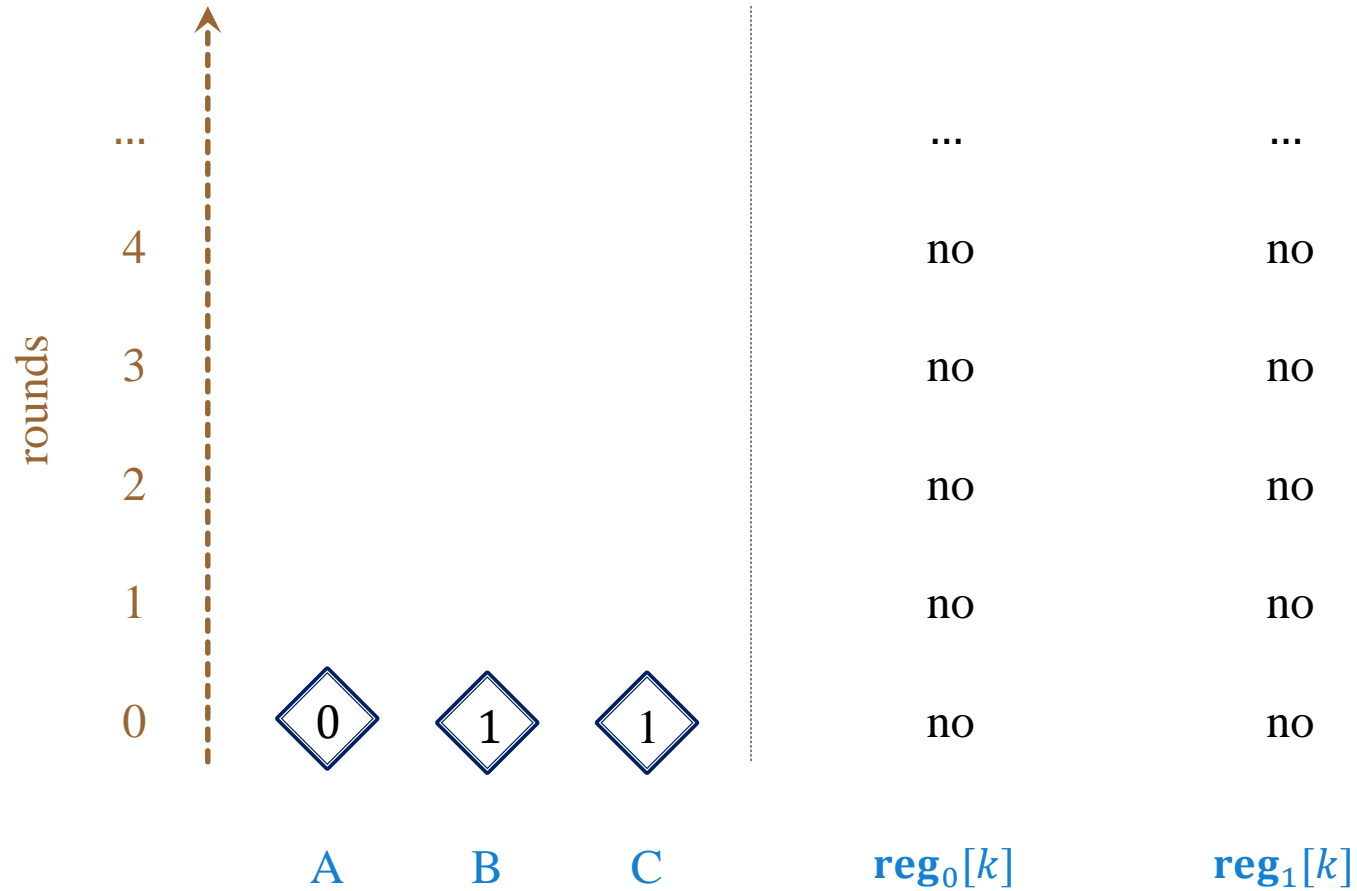 ... ... ...
4 no no
3 no no
rounds
2 no no
1 no no
0 0 1 1 no no
A B C reg₀[k] reg₁[k]